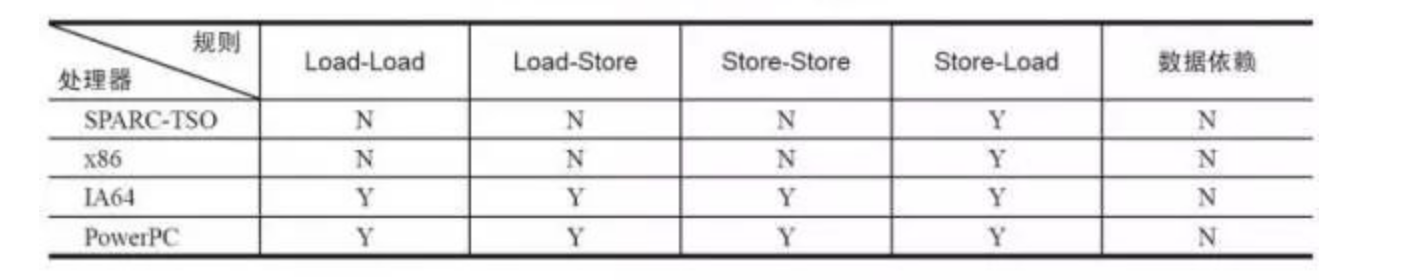 规则
处理器
Load-Load Load-Store Store-Store Store-Load 数据依赖
SPARC-TSO N N N Y N
x86 N N N Y N
IA64 Y Y Y Y N
PowerPC Y Y Y Y N